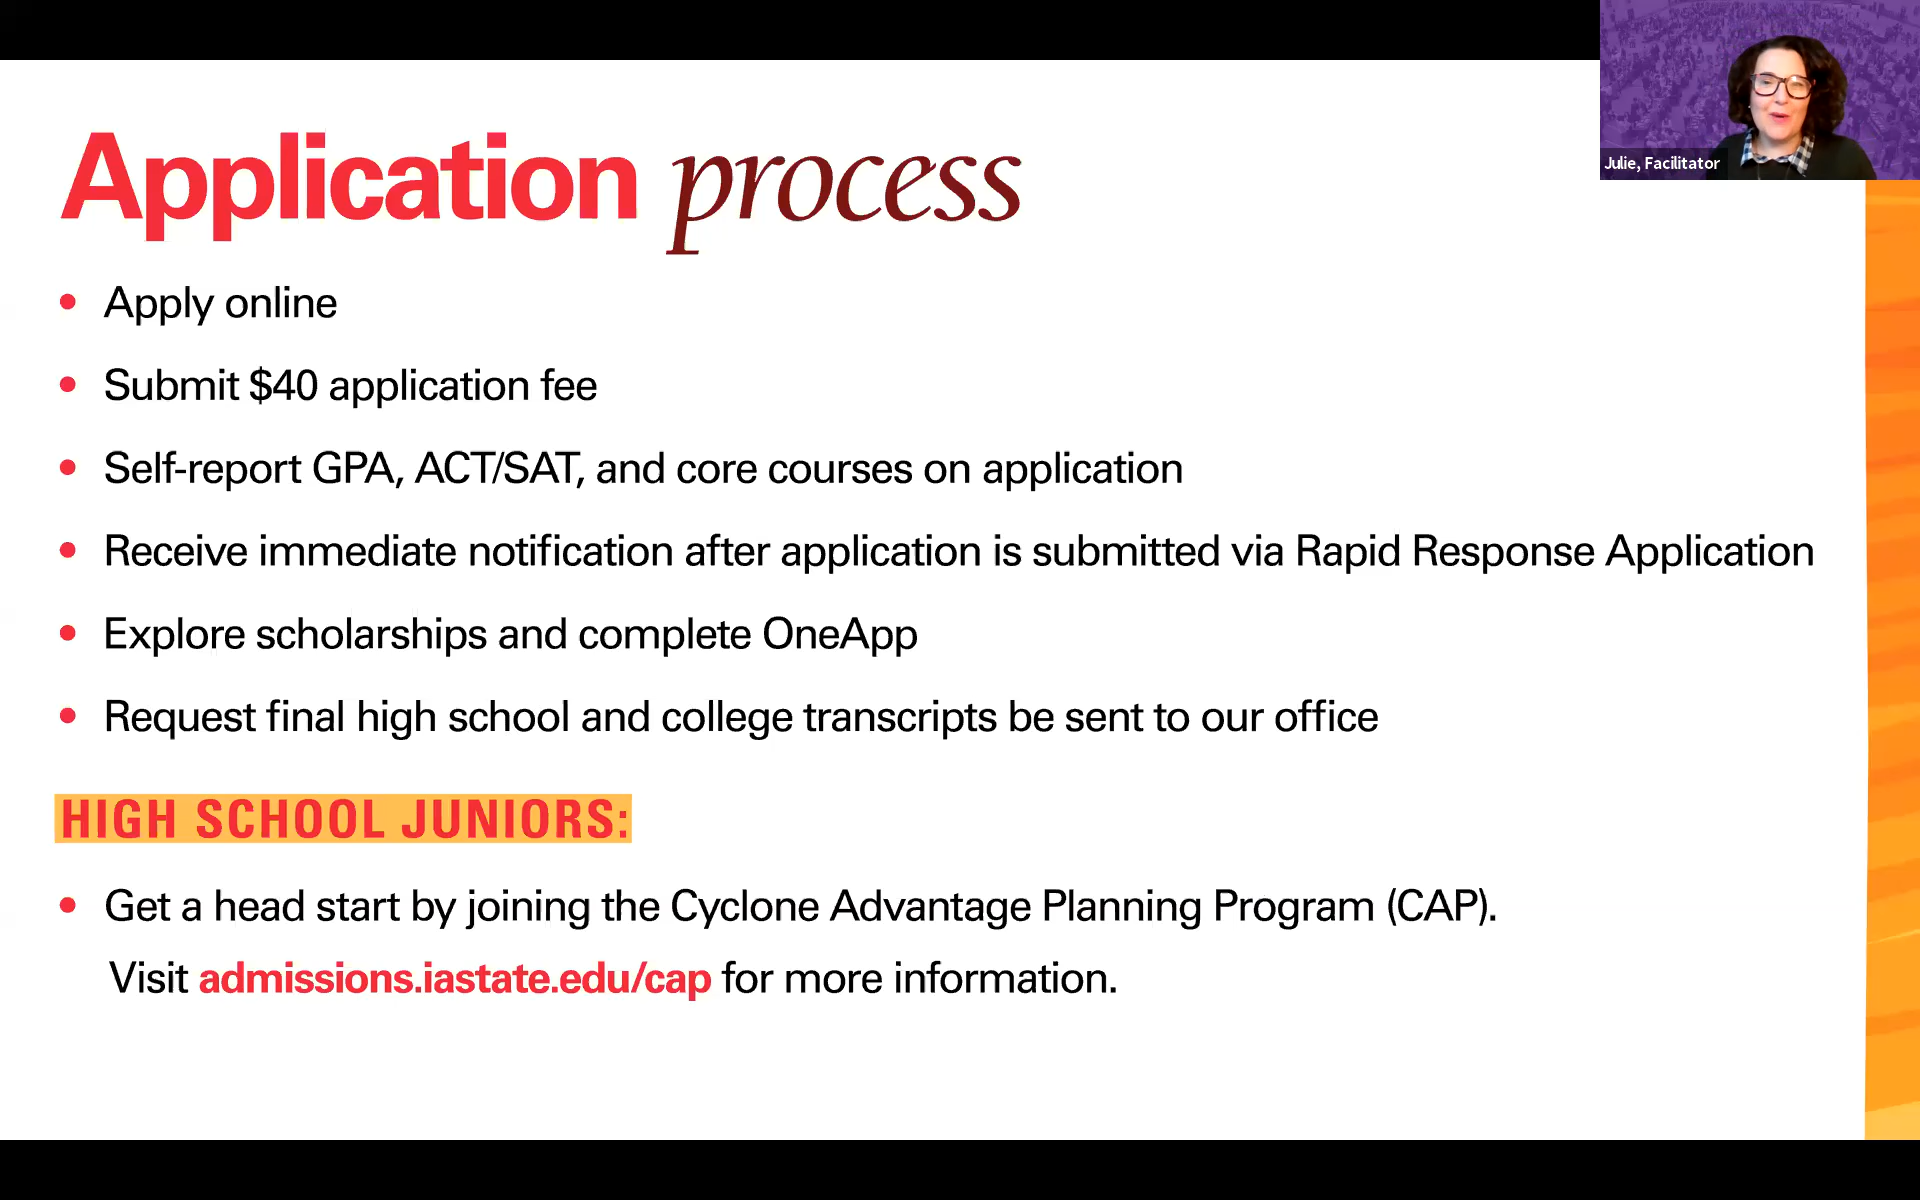 Julie, Facilitator
Application process
• Apply online
• Submit $40 application fee
• Self-report GPA, ACT/SAT, and core courses on application
• Receive immediate notification after application is submitted via Rapid Response Application
• Explore scholarships and complete OneApp
• Request final high school and college transcripts be sent to our office
HIGH SCHOOL JUNIORS:
• Get a head start by joining the Cyclone Advantage Planning Program (CAP).
Visit admissions.iastate.edu/cap for more information.